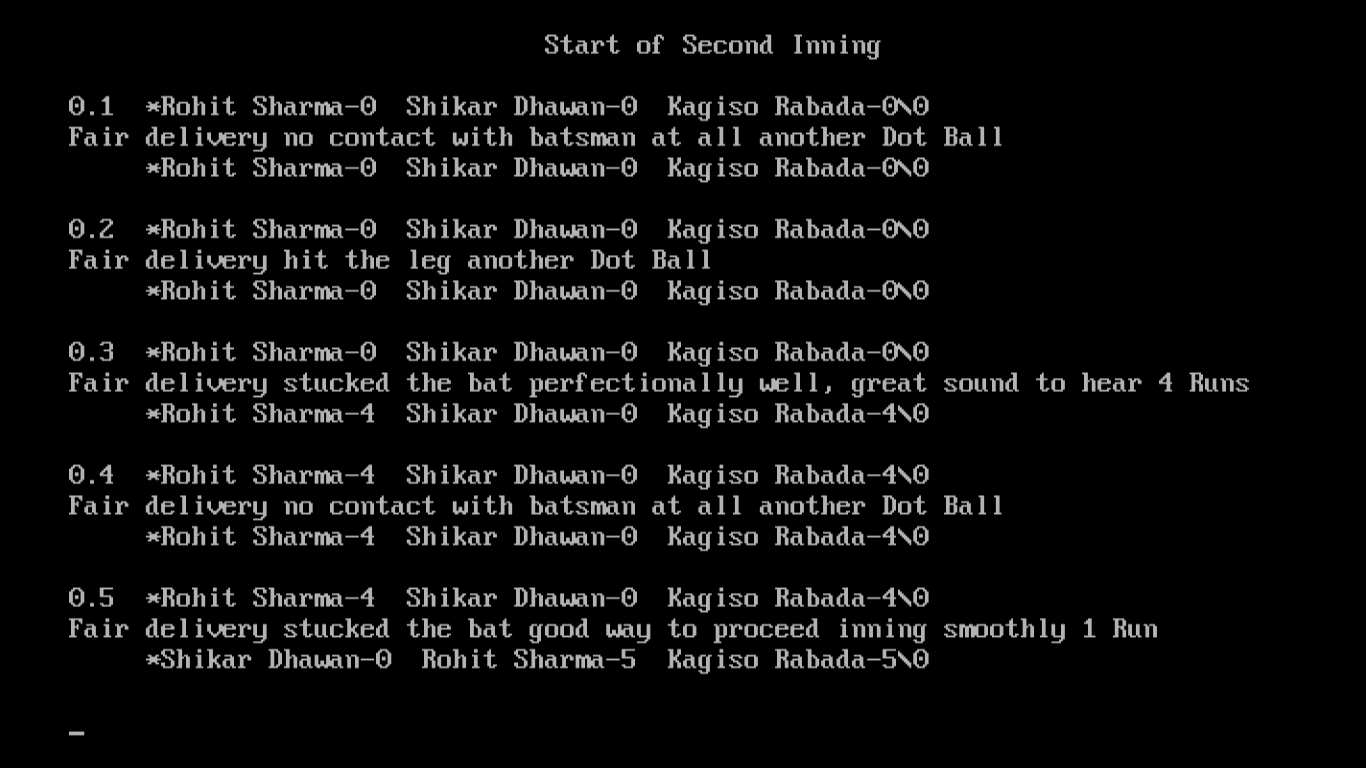 Start of Second Inning
0.1 *Rohit Sharma-0 Shikar Dhawan-0 Kagiso Rabada-0\0
Fair delivery no contact with batsman at all another Dot Ball
*Rohit Sharma-0 Shikar Dhawan-0 Kagiso Rabada-0\0
0.2 *Rohit Sharma-0 Shikar Dhawan-0 Kagiso Rabada-0\0
Fair delivery hit the leg another Dot Ball
*Rohit Sharma-0 Shikar Dhawan-0 Kagiso Rabada-0\0
0.3 *Rohit Sharma-0 Shikar Dhawan-0 Kagiso Rabada-0\0
Fair delivery stucked the bat perfectionally well, great sound to hear 4 Runs
*Rohit Sharma-4 Shikar Dhawan-0 Kagiso Rabada-4\0
0.4 *Rohit Sharma-4 Shikar Dhawan-0 Kagiso Rabada-4\0
Fair delivery no contact with batsman at all another Dot Ball
*Rohit Sharma-4 Shikar Dhawan-0 Kagiso Rabada-4\0
0.5 *Rohit Sharma-4 Shikar Dhawan-0 Kagiso Rabada-4\0
Fair delivery stucked the bat good way to proceed inning smoothly 1 Run
*Shikar Dhawan-0 Rohit Sharma-5 Kagiso Rabada-5\0
_